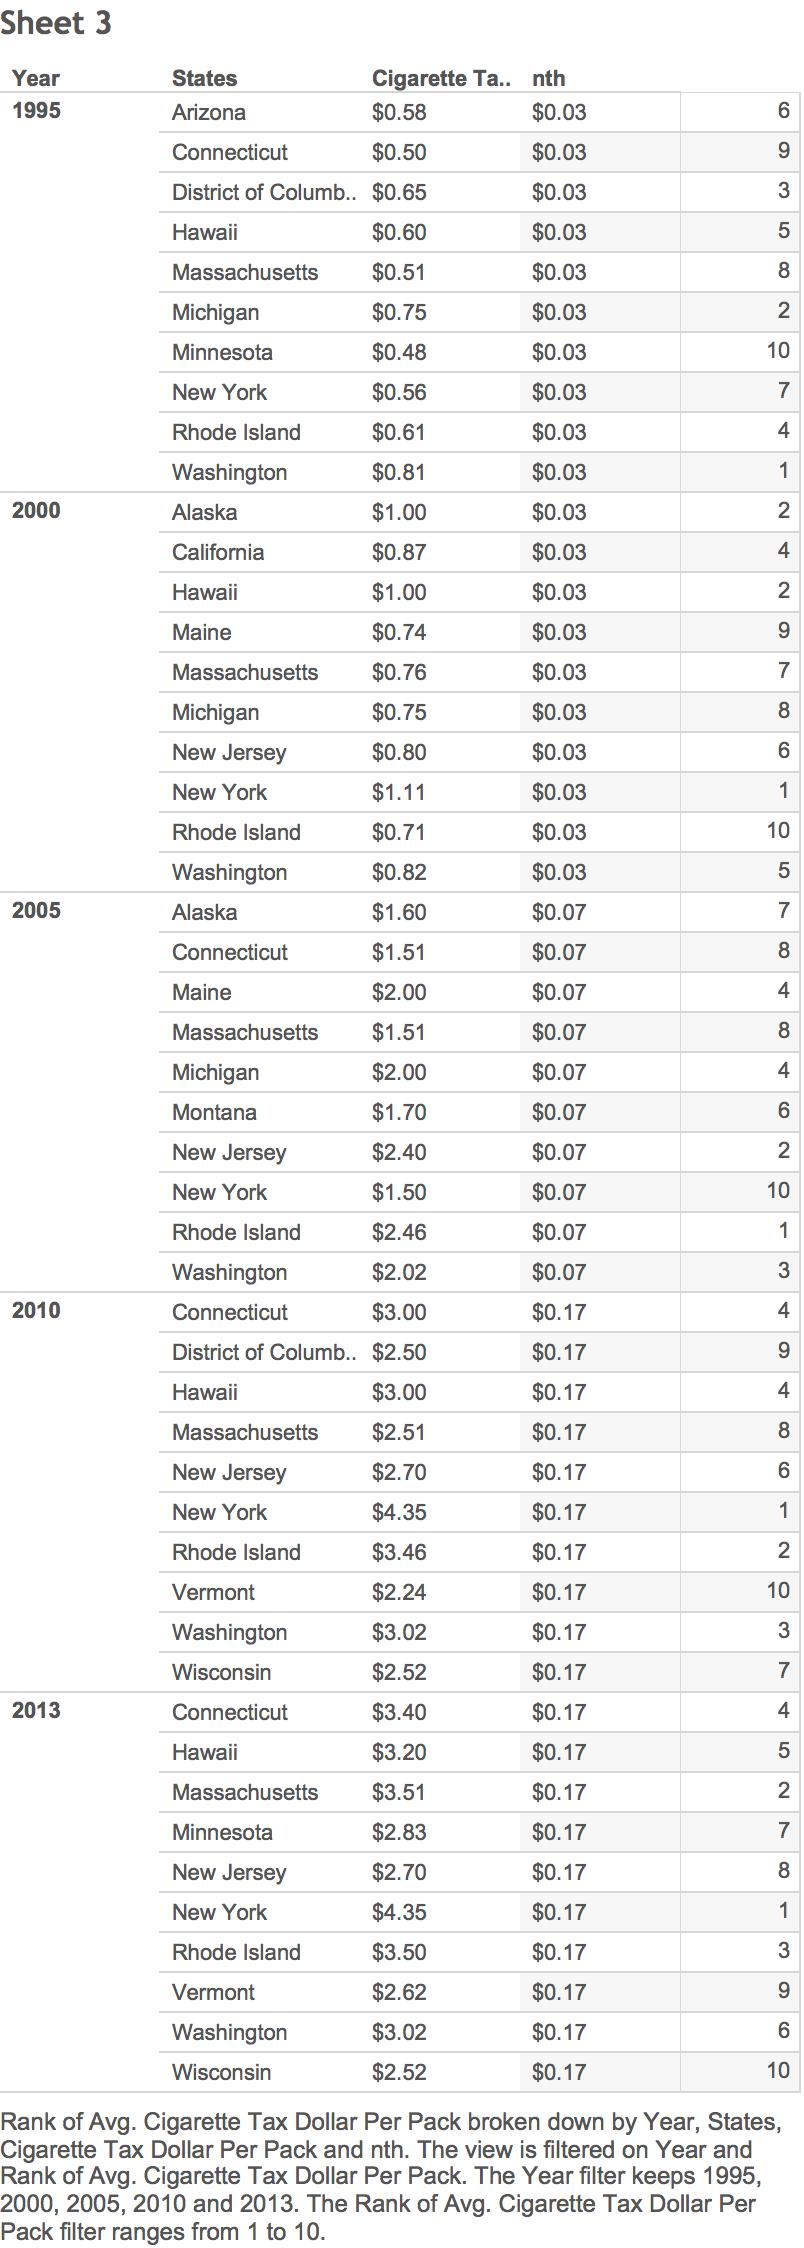 Sheet 3
Year States Cigarette Ta.. nth
1995 Arizona $0.58 $0.03 6
Connecticut $0.50 $0.03 9
District of Columb.. $0.65 $0.03 3
Hawaii $0.60 $0.03 5
Massachusetts $0.51 $0.03 8
Michigan $0.75 $0.03 2
Minnesota $0.48 $0.03 10
New York $0.56 $0.03 7
Rhode Island $0.61 $0.03 4
Washington $0.81 $0.03 1
2000 Alaska $1.00 $0.03 2
California $0.87 $0.03 4
Hawaii $1.00 $0.03 2
Maine $0.74 $0.03 9
Massachusetts $0.76 $0.03 7
Michigan $0.75 $0.03 8
New Jersey $0.80 $0.03 6
New York $1.11 $0.03 1
Rhode Island $0.71 $0.03 10
Washington $0.82 $0.03 5
2005 Alaska $1.60 $0.07 7
Connecticut $1.51 $0.07 8
Maine $2.00 $0.07 4
Massachusetts $1.51 $0.07 8
Michigan $2.00 $0.07 4
Montana $1.70 $0.07 6
New Jersey $2.40 $0.07 2
New York $1.50 $0.07 10
Rhode Island $2.46 $0.07 1
Washington $2.02 $0.07 3
2010 Connecticut $3.00 $0.17 4
District of Columb.. $2.50 $0.17 9
Hawaii $3.00 $0.17 4
Massachusetts $2.51 $0.17 8
New Jersey $2.70 $0.17 6
New York $4.35 $0.17 1
Rhode Island $3.46 $0.17 2
Vermont $2.24 $0.17 10
Washington $3.02 $0.17 3
Wisconsin $2.52 $0.17 7
2013 Connecticut $3.40 $0.17 4
Hawaii $3.20 $0.17 5
Massachusetts $3.51 $0.17 2
Minnesota $2.83 $0.17 7
New Jersey $2.70 $0.17 8
New York $4.35 $0.17 1
Rhode Island $3.50 $0.17 3
Vermont $2.62 $0.17 9
Washington $3.02 $0.17 6
Wisconsin $2.52 $0.17 10
Rank of Avg. Cigarette Tax Dollar Per Pack broken down by Year, States,
Cigarette Tax Dollar Per Pack and nth. The view is filtered on Year and
Rank of Avg. Cigarette Tax Dollar Per Pack. The Year filter keeps 1995,
2000, 2005, 2010 and 2013. The Rank of Avg. Cigarette Tax Dollar Per
Pack filter ranges from 1 to 10.